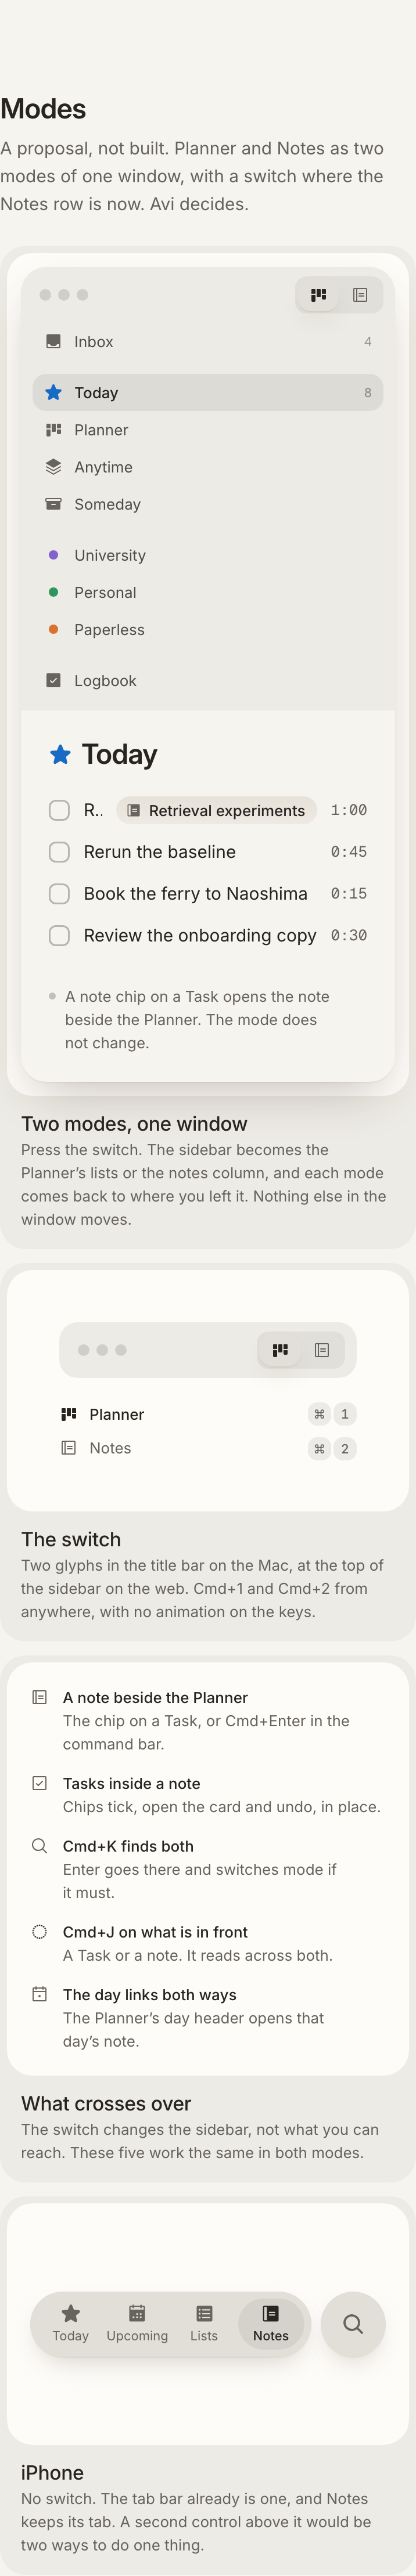 Modes
A proposal, not built. Planner and Notes as two
modes of one window, with a switch where the
Notes row is now. Avi decides.
Inbox 4
Today 8
Planner
Anytime
Someday
University
Personal
Paperless
Logbook
Today
R.. Retrieval experiments 1:00
Rerun the baseline 0:45
Book the ferry to Naoshima 0:15
Review the onboarding copy 0:30
A note chip on a Task opens the note
beside the Planner. The mode does
not change.
Two modes, one window
Press the switch. The sidebar becomes the
Planner’s lists or the notes column, and each mode
comes back to where you left it. Nothing else in the
window moves.
Planner ⌘ 1
Notes ⌘ 2
The switch
Two glyphs in the title bar on the Mac, at the top of
the sidebar on the web. Cmd+1 and Cmd+2 from
anywhere, with no animation on the keys.
A note beside the Planner
The chip on a Task, or Cmd+Enter in the
command bar.
Tasks inside a note
Chips tick, open the card and undo, in place.
Cmd+K finds both
Enter goes there and switches mode if
it must.
Cmd+J on what is in front
A Task or a note. It reads across both.
The day links both ways
The Planner’s day header opens that
day’s note.
What crosses over
The switch changes the sidebar, not what you can
reach. These five work the same in both modes.
Today Upcoming Lists Notes
iPhone
No switch. The tab bar already is one, and Notes
keeps its tab. A second control above it would be
two ways to do one thing.